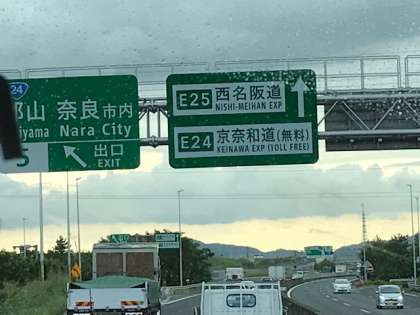 24
郡山 奈良市内
iyama Nara City
出口
EXIT
E25 西名阪道
NISHI-MEIHAN EXP
E24 京奈和道(無料)
KEINAWA EXP (TOLL FREE)